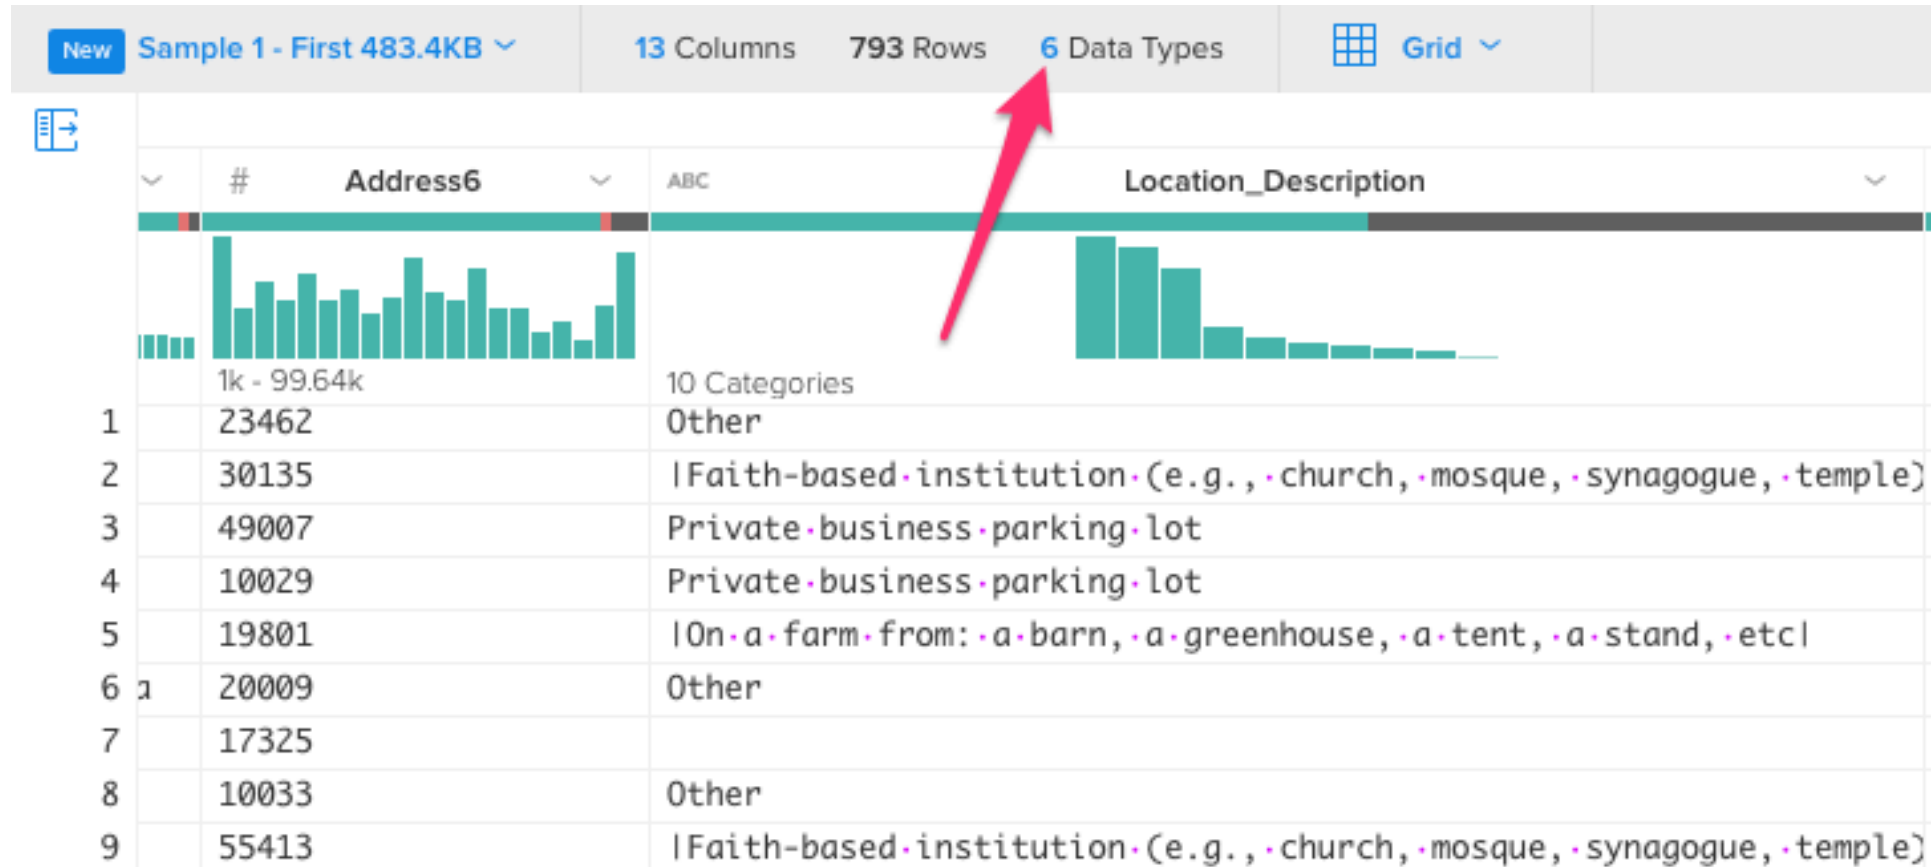 New Sample 1 - First 483.4KB 13 Columns 793 Rows 6 Data Types Grid
# Address6 ABC Location_Description
1k - 99.64k 10 Categories
1 23462 Other
2 30135 |Faith-based·institution·(e.g.,·church,·mosque,·synagogue,·temple)
3 49007 Private·business·parking·lot
4 10029 Private·business·parking·lot
5 19801 |On·a·farm·from:·a·barn,·a·greenhouse,·a·tent,·a·stand,·etc|
6 a 20009 Other
7 17325
8 10033 Other
9 55413 |Faith-based·institution·(e.g.,·church,·mosque,·synagogue,·temple)